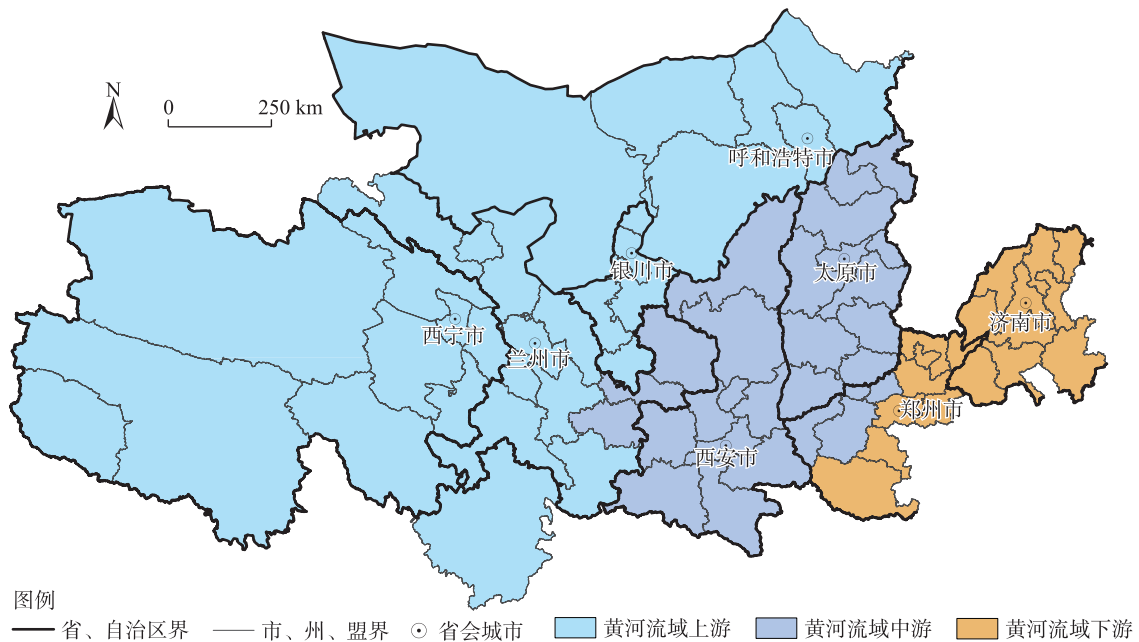 N
0 250 km
呼和浩特市
银川市
太原市
西宁市
济南市
兰州市
郑州市
西安市
图例
省、自治区界 市、州、盟界 省会城市 黄河流域上游 黄河流域中游 黄河流域下游